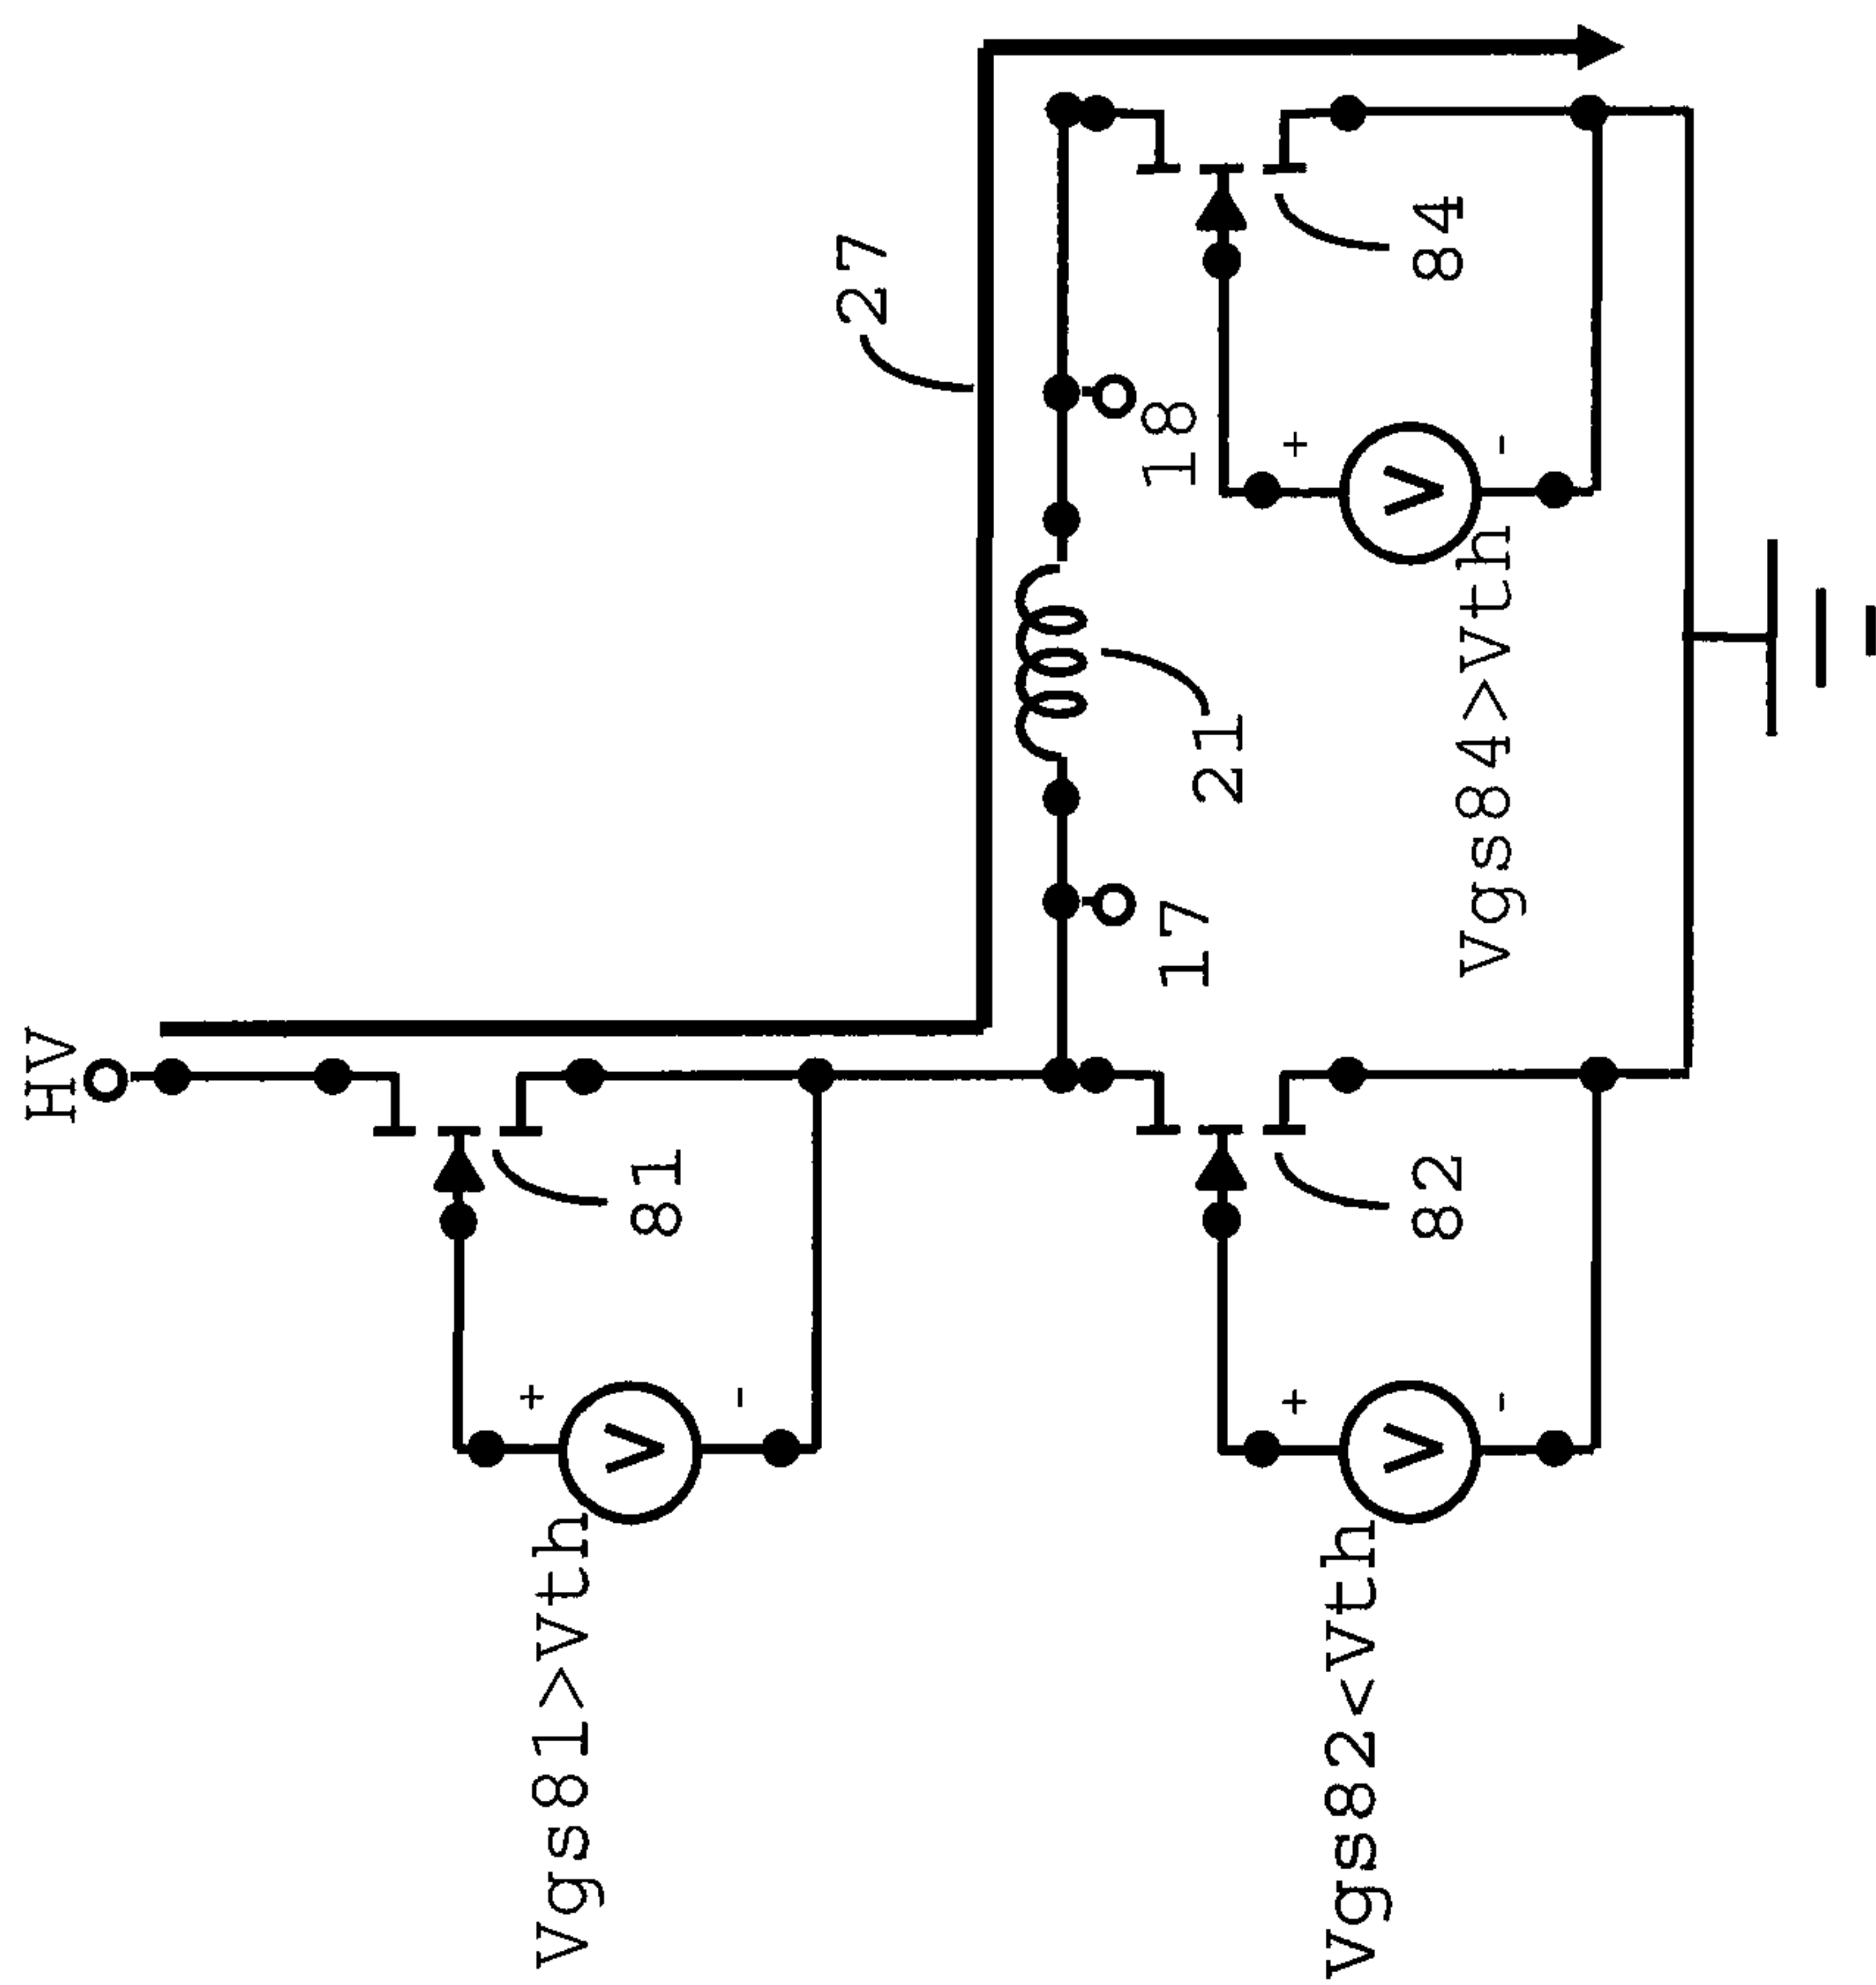 HV
27
81
18
84
21
17
82
+
-
+
-
+
-
V
V
V
Vgs81>Vth
Vgs84>Vth
Vgs82<Vth